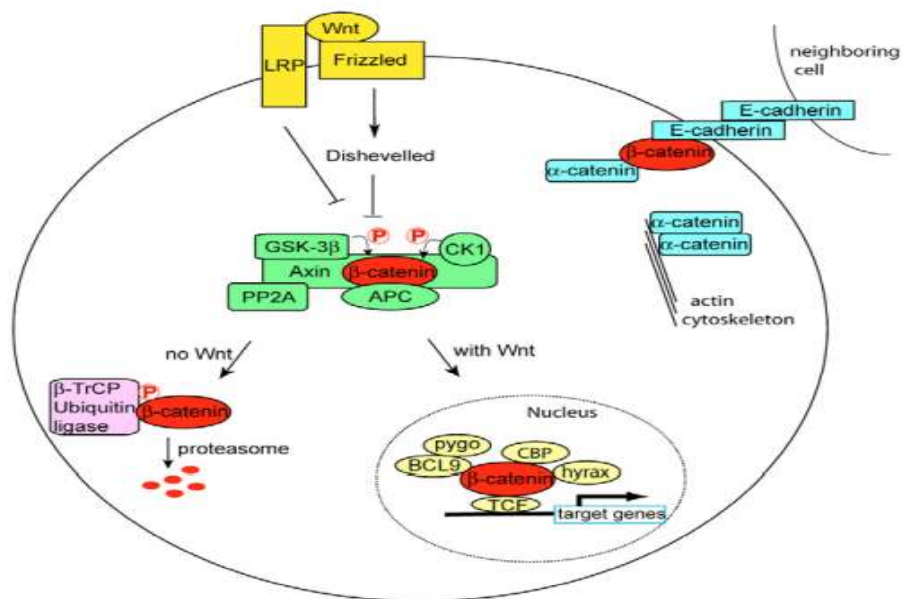 Wnt
LRP
Frizzled
Dishevelled
neighboring
cell
E-cadherin
E-cadherin
β-catenin
α-catenin
α-catenin
α-catenin
actin
cytoskeleton
P
P
GSK-3β
CK1
Axin
β-catenin
PP2A
APC
no Wnt
with Wnt
β-TrCP
Ubiquitin
ligase
P
β-catenin
proteasome
Nucleus
pygo
CBP
BCL9
β-catenin
hyrax
TCF
target genes